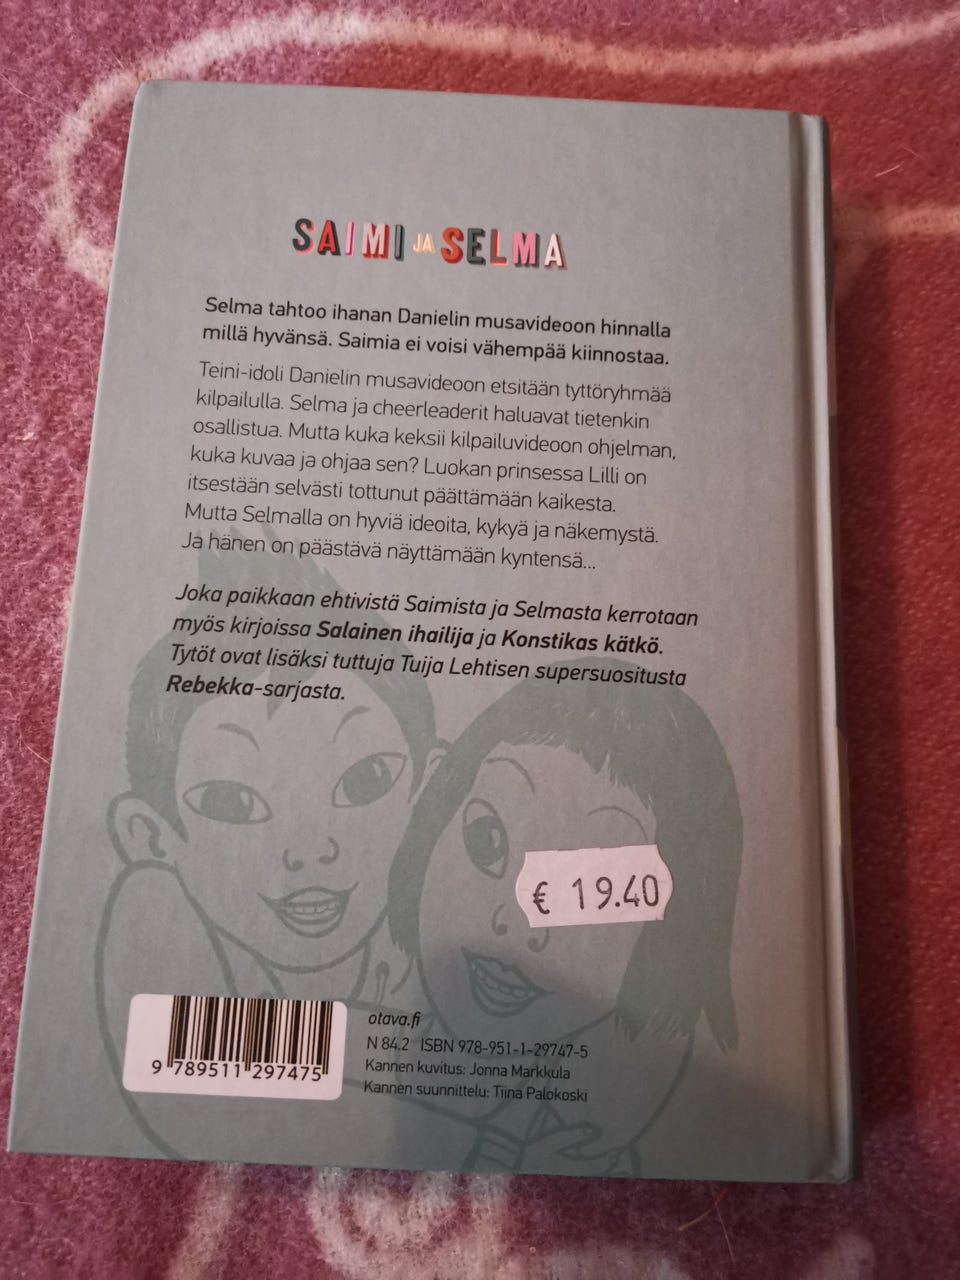 SAIMI JA SELMA
Selma tahtoo ihanan Danielin musavideoon hinnalla
millä hyvänsä. Saimia ei voisi vähempää kiinnostaa.
Teini-idoli Danielin musavideoon etsitään tyttöryhmää
kilpailulla. Selma ja cheerleaderit haluavat tietenkin
osallistua. Mutta kuka keksii kilpailuvideoon ohjelman,
kuka kuvaa ja ohjaa sen? Luokan prinsessa Lilli on
itsestään selvästi tottunut päättämään kaikesta.
Mutta Selmalla on hyviä ideoita, kykyä ja näkemystä.
Ja hänen on päästävä näyttämään kyntensä...
Joka paikkaan ehtivistä Saimista ja Selmasta kerrotaan
myös kirjoissa Salainen ihailija ja Konstikas kätkö.
Tytöt ovat lisäksi tuttuja Tuija Lehtisen supersuositusta
Rebekka-sarjasta.
€ 19.40
otava.fi
N 84.2 ISBN 978-951-1-29747-5
Kannen kuvitus: Jonna Markkula
Kannen suunnittelu: Tiina Palokoski
9 789511 297475